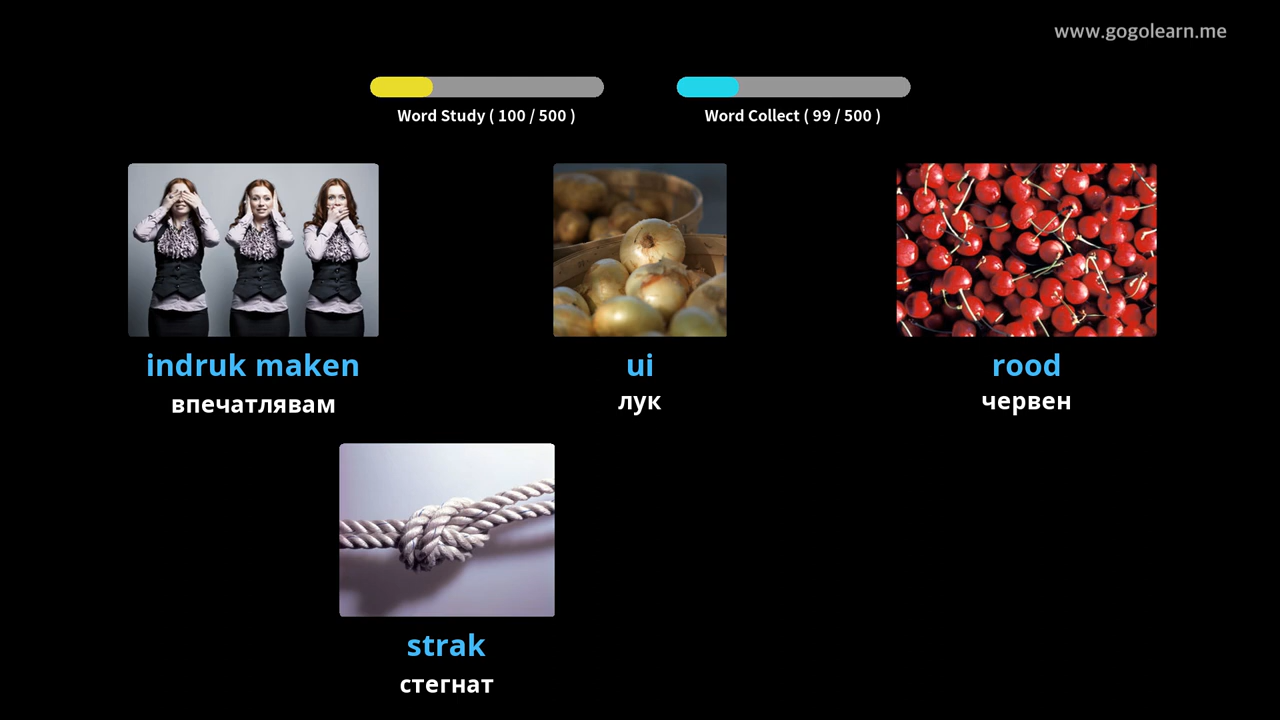 www.gogolearn.me
Word Study ( 100 / 500 )
Word Collect ( 99 / 500 )
indruk maken
впечатлявам
ui
лук
rood
червен
strak
стегнат